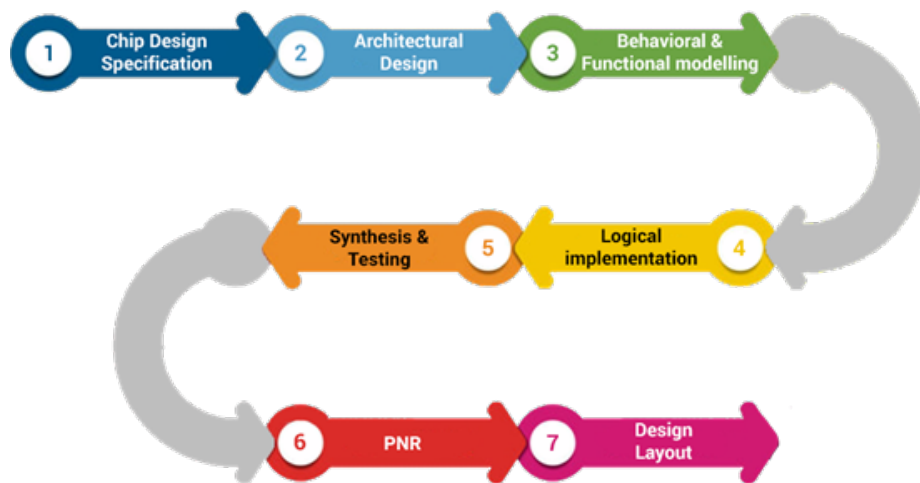 1
Chip Design
Specification
2
Architectural
Design
3
Behavioral &
Functional modelling
4
Logical
implementation
5
Synthesis &
Testing
6
PNR
7
Design
Layout